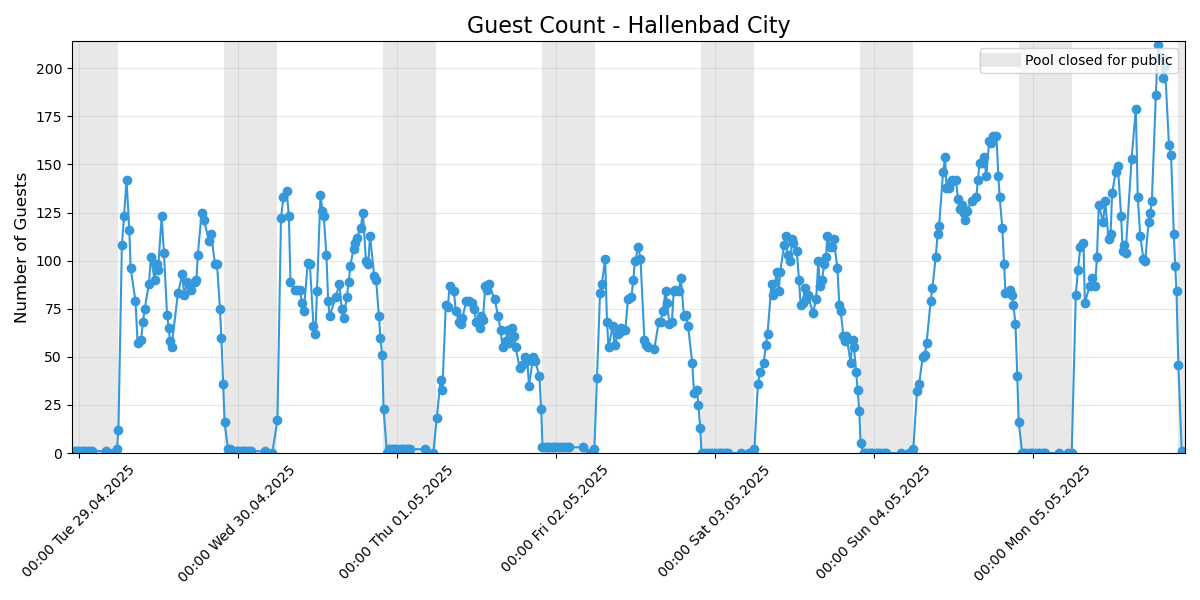 Guest Count - Hallenbad City
Pool closed for public
Number of Guests
200
175
150
125
100
75
50
25
0
00:00 Tue 29.04.2025
00:00 Wed 30.04.2025
00:00 Thu 01.05.2025
00:00 Fri 02.05.2025
00:00 Sat 03.05.2025
00:00 Sun 04.05.2025
00:00 Mon 05.05.2025